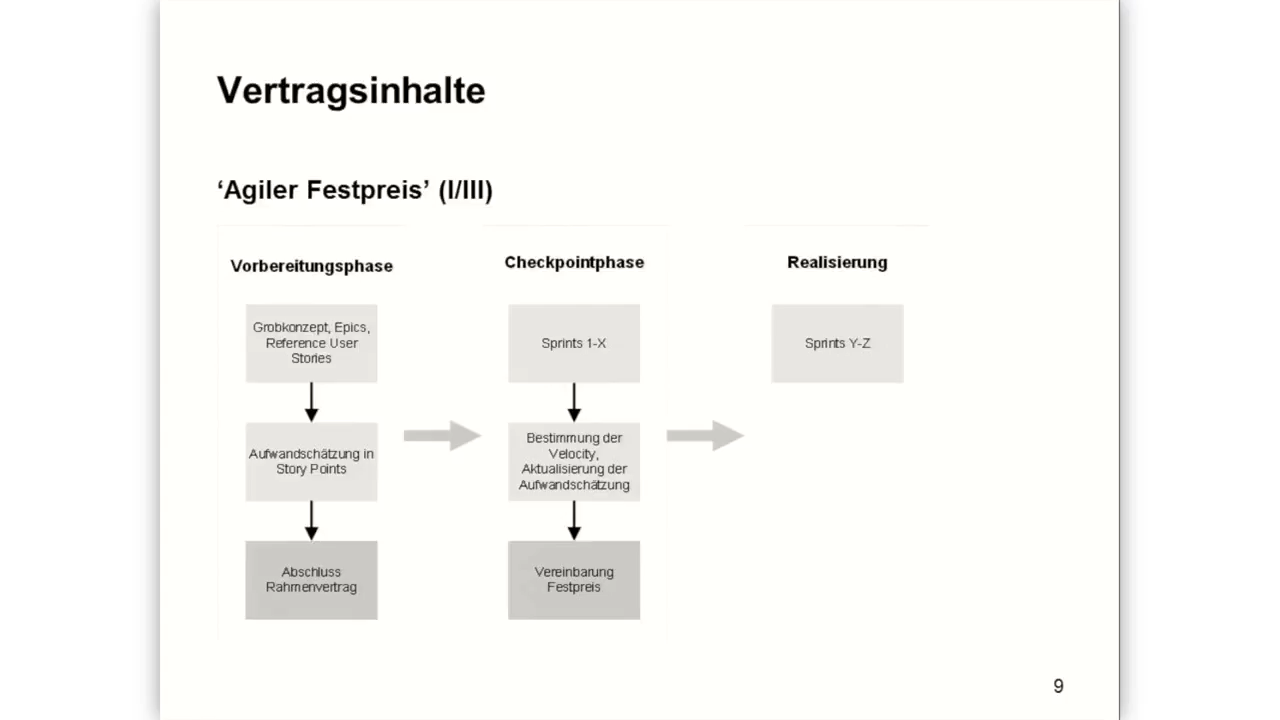 Vertragsinhalte
‘Agiler Festpreis’ (I/III)
Vorbereitungsphase
Grobkonzept, Epics,
Reference User
Stories
Aufwandschätzung in
Story Points
Abschluss
Rahmenvertrag
Checkpointphase
Sprints 1-X
Bestimmung der
Velocity,
Aktualisierung der
Aufwandschätzung
Vereinbarung
Festpreis
Realisierung
Sprints Y-Z
9